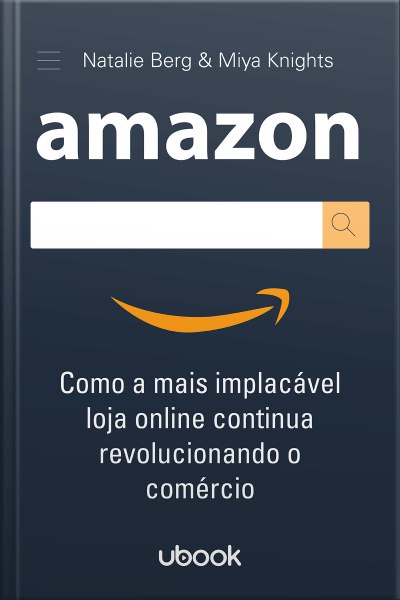 Natalie Berg & Miya Knights
amazon
Como a mais implacável
loja online continua
revolucionando o
comércio
ubook